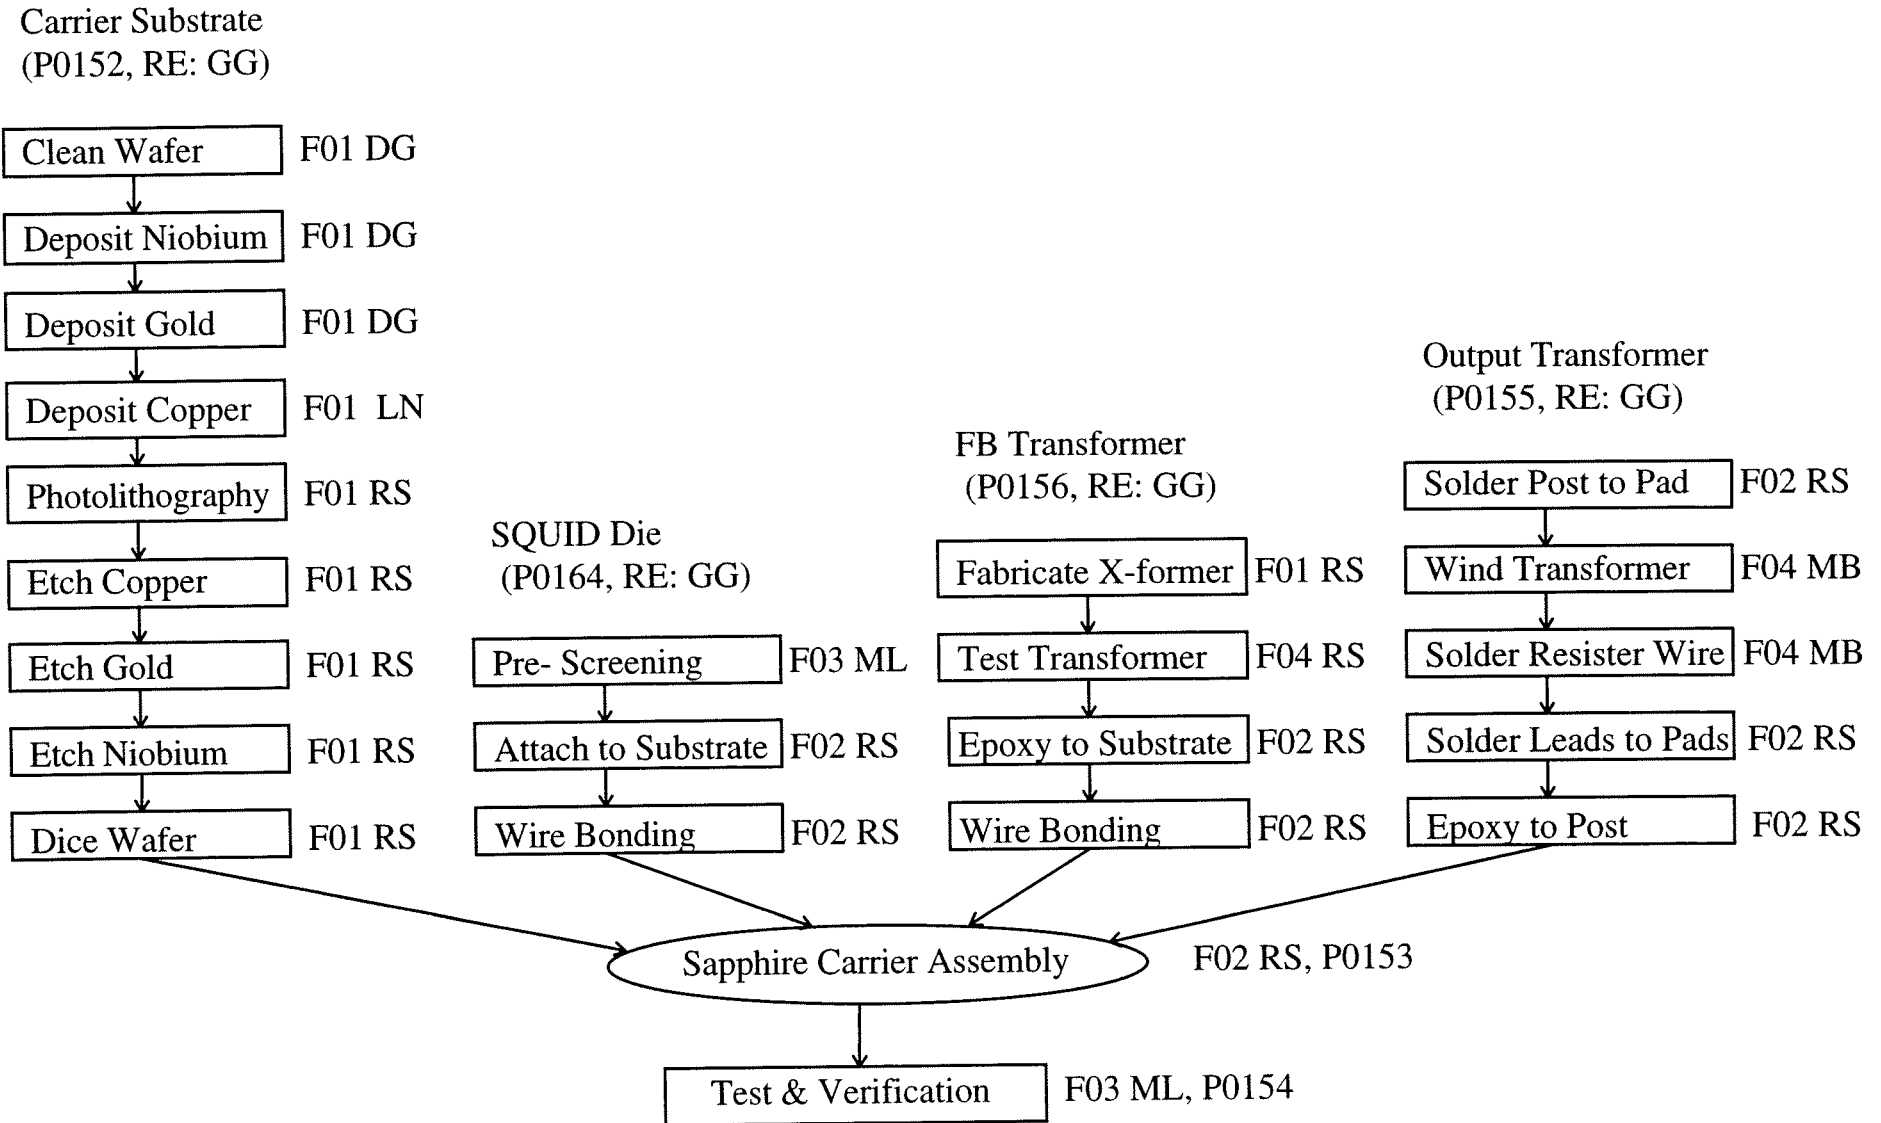 Carrier Substrate
(P0152, RE: GG)
Clean Wafer F01 DG
Deposit Niobium F01 DG
Deposit Gold F01 DG
Deposit Copper F01 LN
Photolithography F01 RS
Etch Copper F01 RS
Etch Gold F01 RS
Etch Niobium F01 RS
Dice Wafer F01 RS
SQUID Die
(P0164, RE: GG)
Pre- Screening F03 ML
Attach to Substrate F02 RS
Wire Bonding F02 RS
FB Transformer
(P0156, RE: GG)
Fabricate X-former F01 RS
Test Transformer F04 RS
Epoxy to Substrate F02 RS
Wire Bonding F02 RS
Output Transformer
(P0155, RE: GG)
Solder Post to Pad F02 RS
Wind Transformer F04 MB
Solder Resister Wire F04 MB
Solder Leads to Pads F02 RS
Epoxy to Post F02 RS
Sapphire Carrier Assembly F02 RS, P0153
Test & Verification F03 ML, P0154